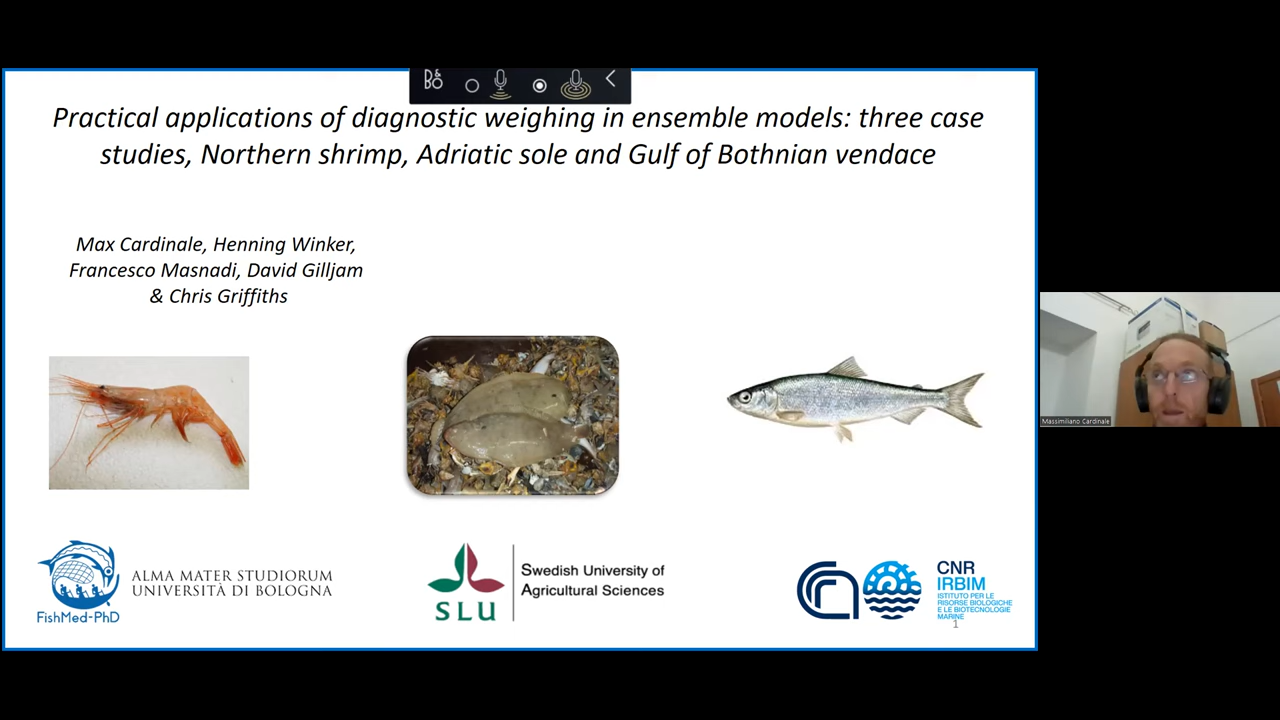 B&O
Practical applications of diagnostic weighing in ensemble models: three case
studies, Northern shrimp, Adriatic sole and Gulf of Bothnian vendace
Max Cardinale, Henning Winker,
Francesco Masnadi, David Gilljam
& Chris Griffiths
Massimiliano Cardinale
FishMed-PhD
ALMA MATER STUDIORUM
UNIVERSITÀ DI BOLOGNA
SLU
Swedish University of
Agricultural Sciences
CNR
IRBIM
ISTITUTO PER LE
RISORSE BIOLOGICHE
E LE BIOTECNOLOGIE
MARINE
1